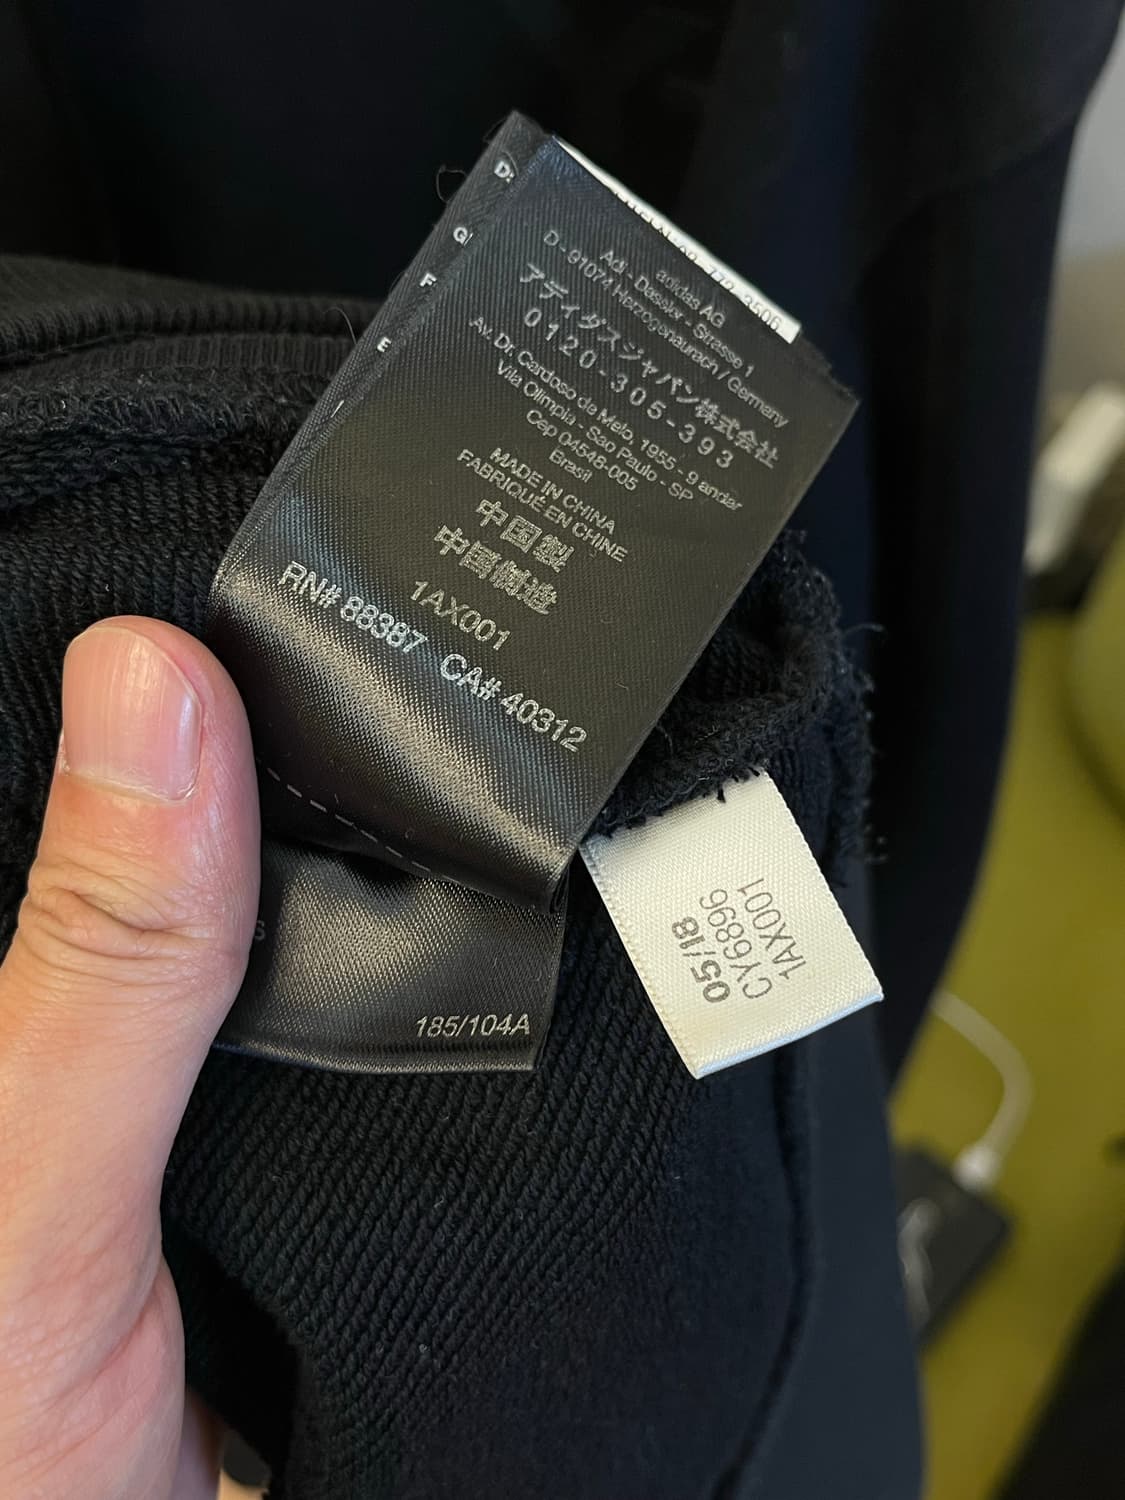 D:
G
F
E
adidas AG
Adi - Dassler - Strasse 1
D - 91074 Herzogenaurach / Germany
アディダスジャパン株式会社
0120-305-393
Av. Dr. Cardoso de Melo, 1955 - 9 andar
Vila Olimpia - Sao Paulo - SP
Cep 04548-005
Brasil
MADE IN CHINA
FABRIQUÉ EN CHINE
中国製
中国制造
1AX001
RN# 88387 CA# 40312
S
185/104A
05/18
CY6896
1AX001